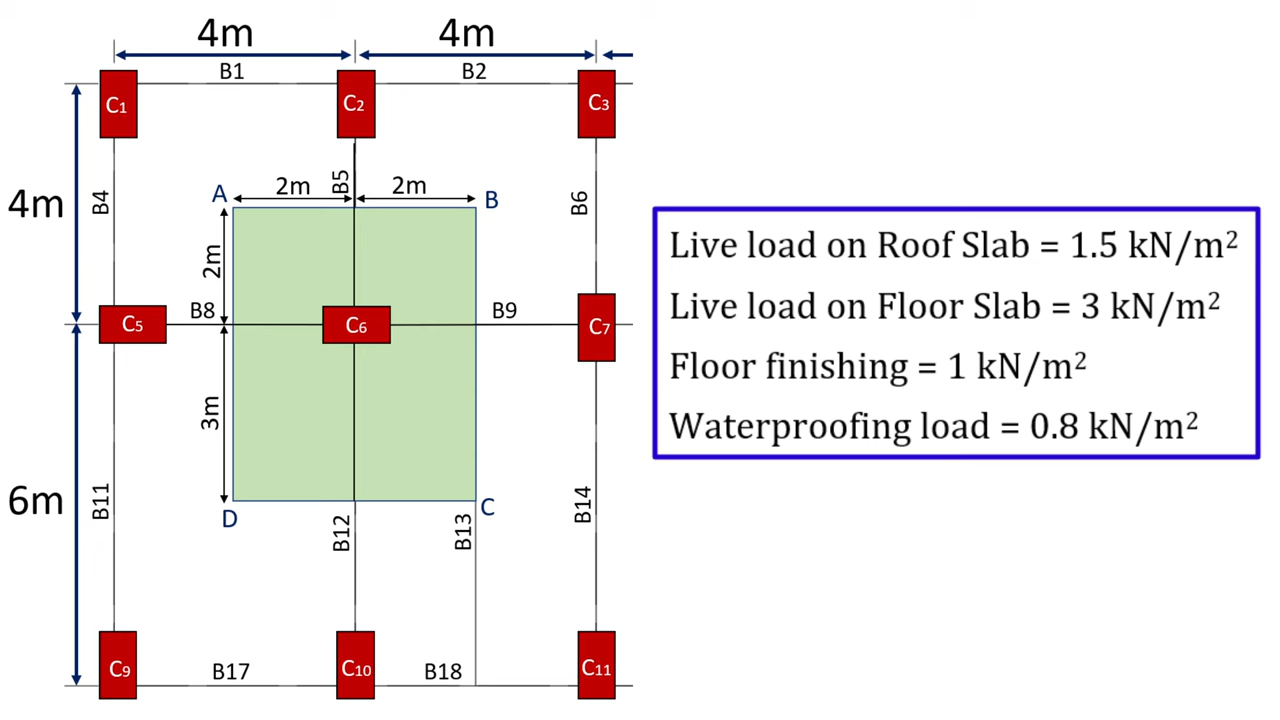 4m 4m
B1 B2
C1 C2 C3
4m B4 B5 B6
A 2m 2m B
2m
C5 B8 C6 B9 C7
3m
6m B11 D B12 B13 C B14
C9 B17 C10 B18 C11
Live load on Roof Slab = 1.5 kN/m²
Live load on Floor Slab = 3 kN/m²
Floor finishing = 1 kN/m²
Waterproofing load = 0.8 kN/m²